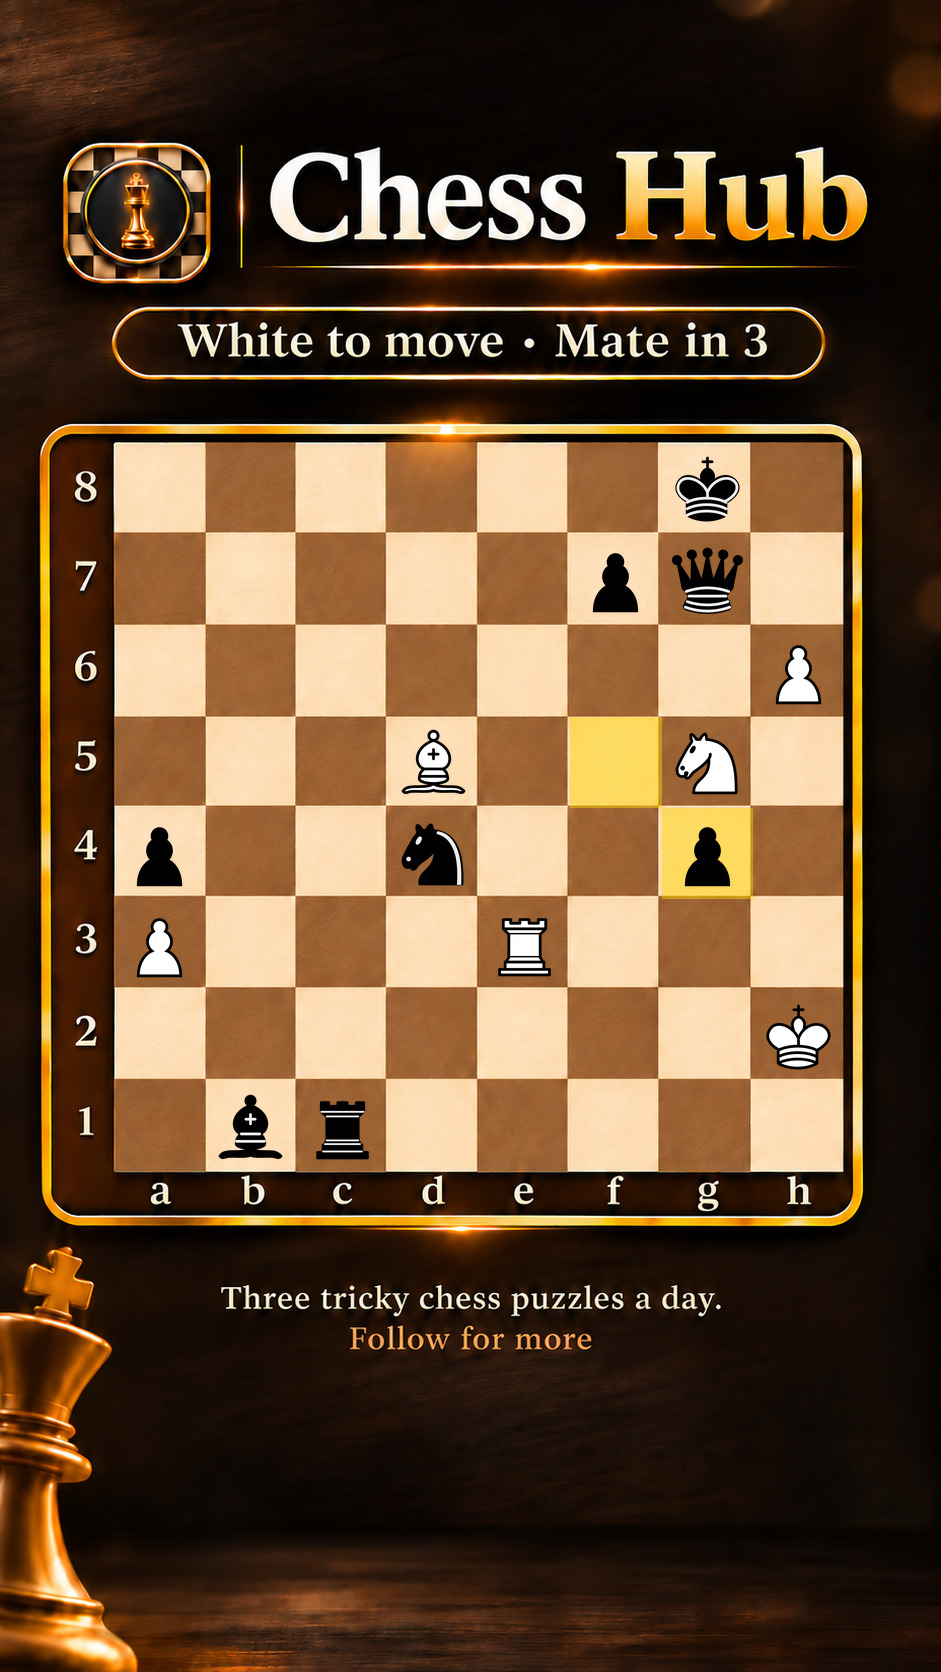 Chess Hub
White to move • Mate in 3
8
7
6
5
4
3
2
1
a b c d e f g h
Three tricky chess puzzles a day.
Follow for more